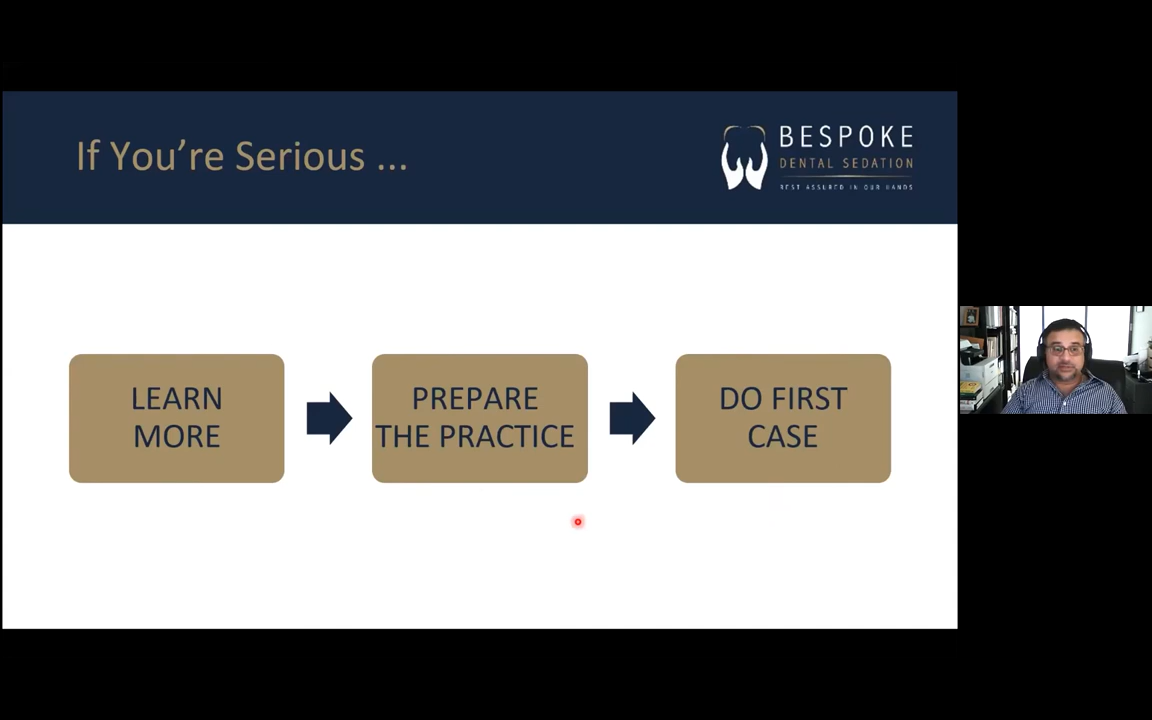 If You're Serious ...
BESPOKE
DENTAL SEDATION
REST ASSURED IN OUR HANDS
LEARN
MORE
PREPARE
THE PRACTICE
DO FIRST
CASE